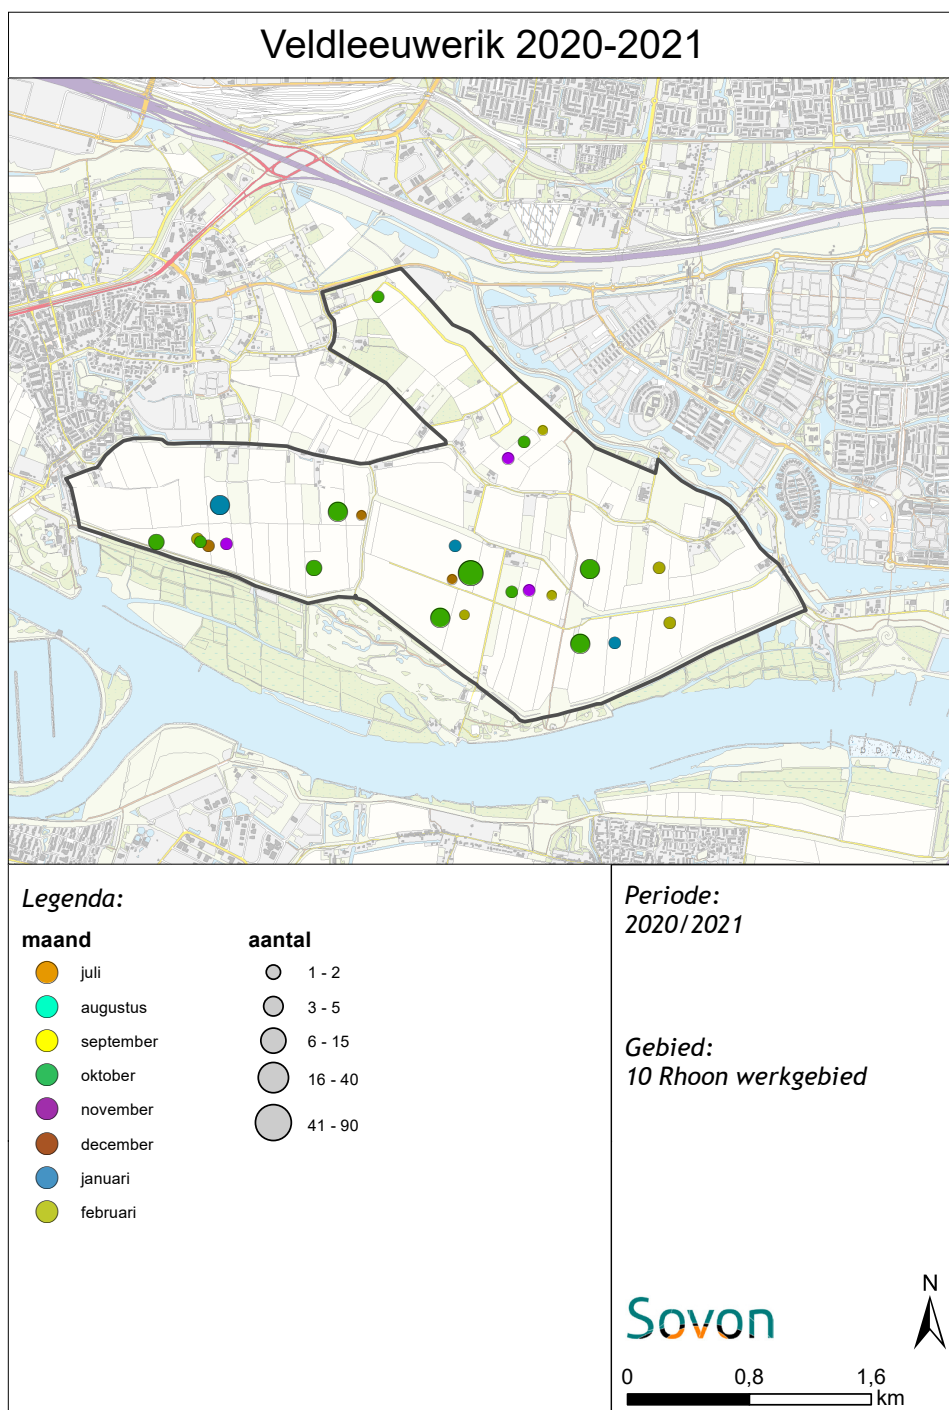 Veldleeuwerik 2020-2021
Legenda:
maand
juli
augustus
september
oktober
november
december
januari
februari
aantal
1 - 2
3 - 5
6 - 15
16 - 40
41 - 90
Periode:
2020/2021
Gebied:
10 Rhoon werkgebied
Sovon
N
0 0,8 1,6
km